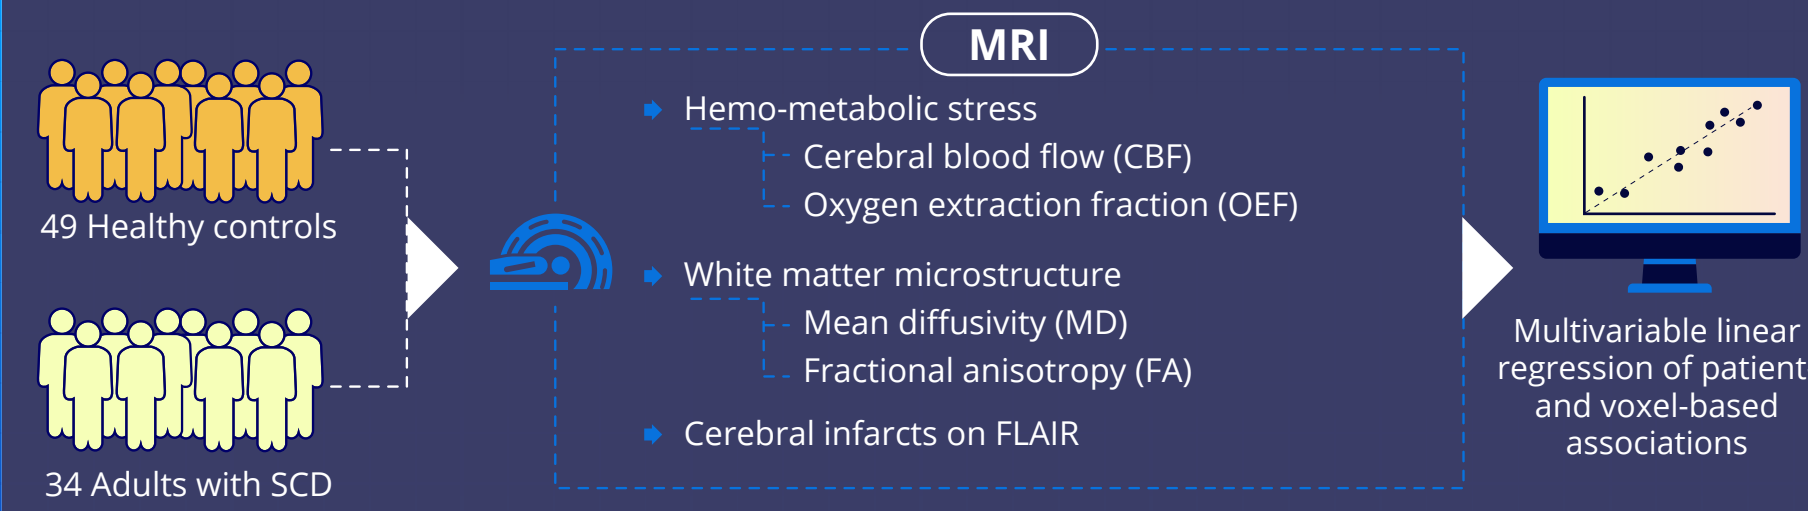 49 Healthy controls
34 Adults with SCD
MRI
Hemo-metabolic stress
Cerebral blood flow (CBF)
Oxygen extraction fraction (OEF)
White matter microstructure
Mean diffusivity (MD)
Fractional anisotropy (FA)
Cerebral infarcts on FLAIR
Multivariable linear
regression of patient-
and voxel-based
associations